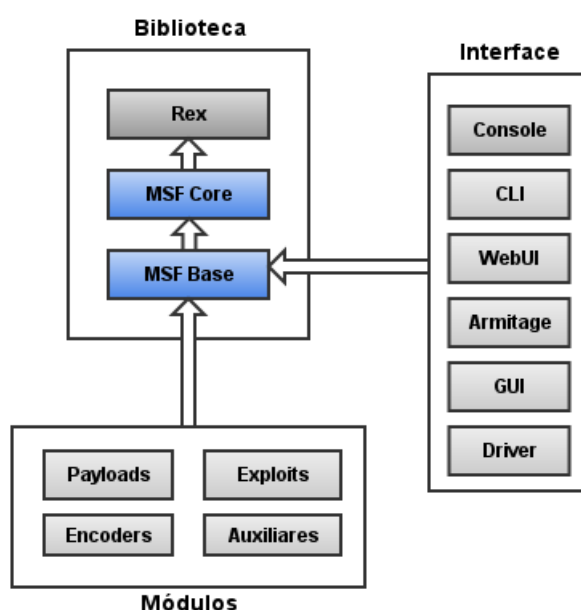 Biblioteca
Rex
MSF Core
MSF Base
Interface
Console
CLI
WebUI
Armitage
GUI
Driver
Payloads
Exploits
Encoders
Auxiliares
Módulos